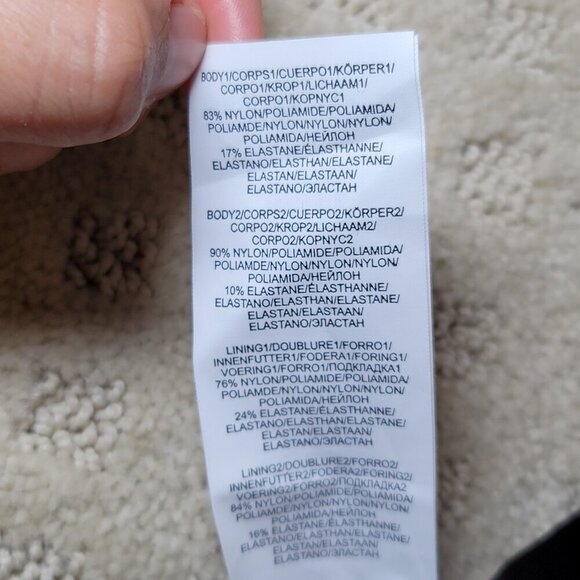 BODY1/CORPS1/CUERPO1/KÖRPER1/
CORPO1/KROP1/LICHAAM1/
CORPO1/KOPNYC1
83% NYLON/POLIAMIDE/POLIAMIDA/
POLIAMDE/NYLON/NYLON/NYLON/
POLIAMIDA/НЕЙЛОН
17% ELASTANE/ÉLASTHANNE/
ELASTANO/ELASTHAN/ELASTANE/
ELASTAN/ELASTAAN/
ELASTANO/ЭЛАСТАН
BODY2/CORPS2/CUERPO2/KÖRPER2/
CORPO2/KROP2/LICHAAM2/
CORPO2/KOPNYC2
90% NYLON/POLIAMIDE/POLIAMIDA/
POLIAMDE/NYLON/NYLON/NYLON/
POLIAMIDA/НЕЙЛОН
10% ELASTANE/ÉLASTHANNE/
ELASTANO/ELASTHAN/ELASTANE/
ELASTAN/ELASTAAN/
ELASTANO/ЭЛАСТАН
LINING1/DOUBLURE1/FORRO1/
INNENFUTTER1/FODERA1/FORING1/
VOERING1/FORRO1/ПОДКЛАДКА1
76% NYLON/POLIAMIDE/POLIAMIDA/
POLIAMDE/NYLON/NYLON/NYLON/
POLIAMIDA/НЕЙЛОН
24% ELASTANE/ÉLASTHANNE/
ELASTANO/ELASTHAN/ELASTANE/
ELASTAN/ELASTAAN/
ELASTANO/ЭЛАСТАН
LINING2/DOUBLURE2/FORRO2/
INNENFUTTER2/FODERA2/FORING2/
VOERING2/FORRO2/ПОДКЛАДКА2
84% NYLON/POLIAMIDE/POLIAMIDA/
POLIAMDE/NYLON/NYLON/NYLON/
POLIAMIDA/НЕЙЛОН
16% ELASTANE/ÉLASTHANNE/
ELASTANO/ELASTHAN/ELASTANE/
ELASTAN/ELASTAAN/
ELASTANO/ЭЛАСТАН